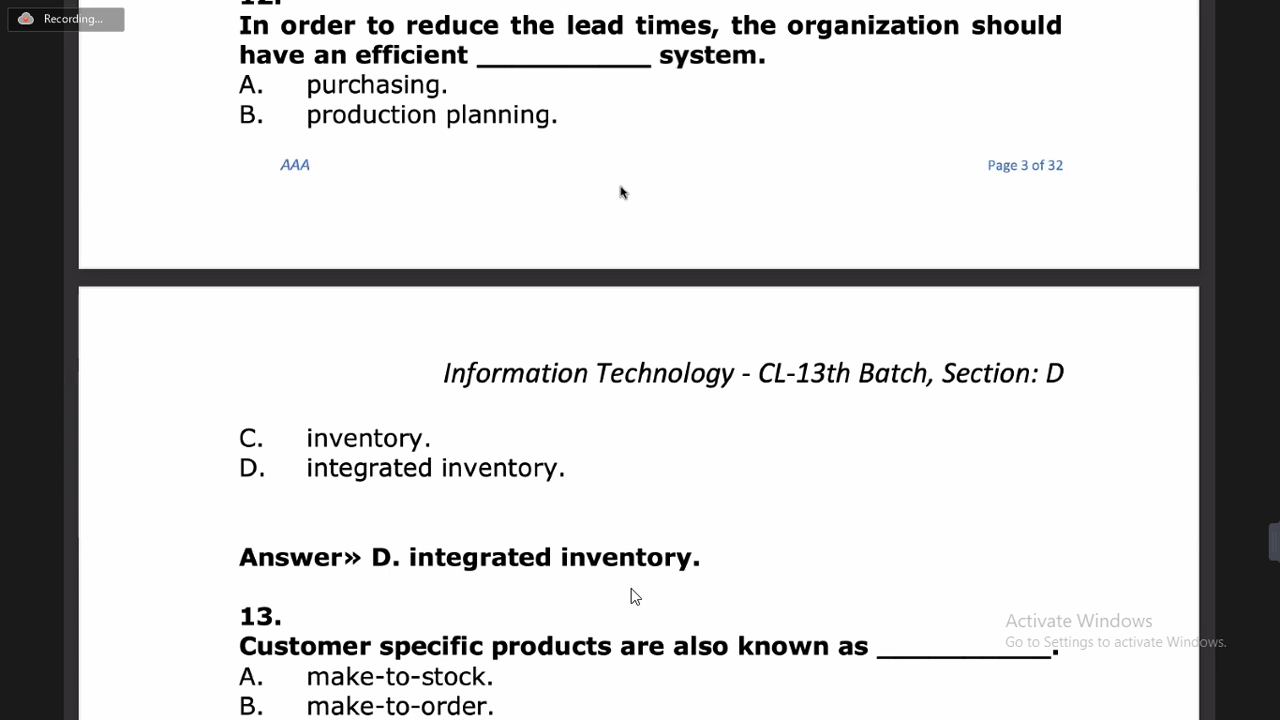 Recording...
12.
In order to reduce the lead times, the organization should
have an efficient ____________ system.
A. purchasing.
B. production planning.
AAA Page 3 of 32
Information Technology - CL-13th Batch, Section: D
C. inventory.
D. integrated inventory.
Answer» D. integrated inventory.
13.
Customer specific products are also known as ____________.
A. make-to-stock.
B. make-to-order.
Activate Windows
Go to Settings to activate Windows.